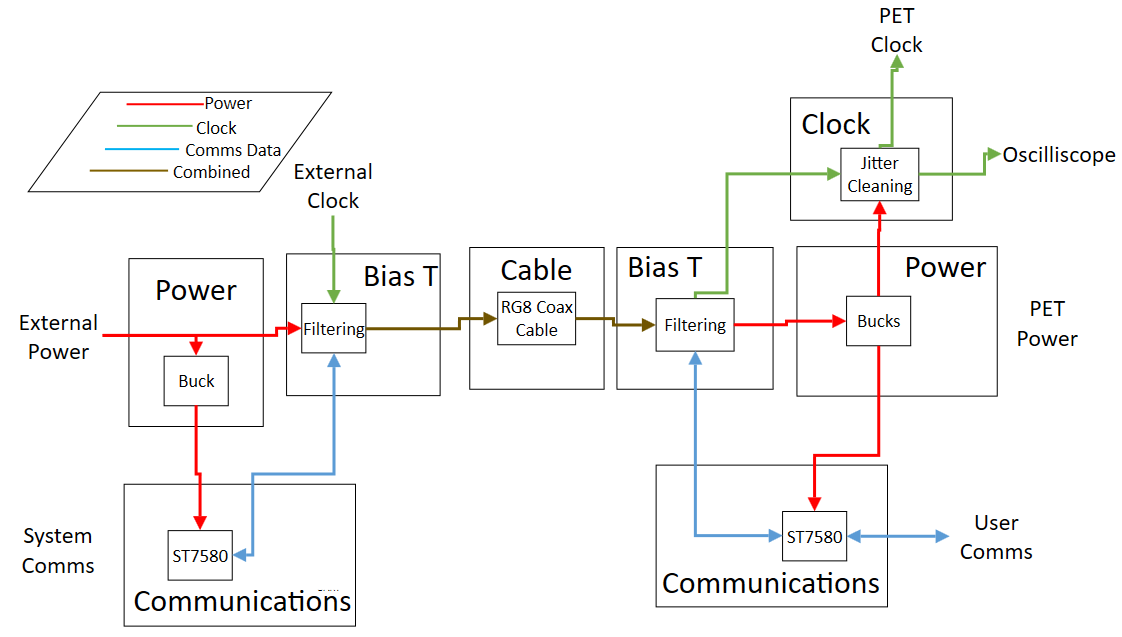 PET
Clock
Power
Clock
Comms Data
Combined
External
Clock
Clock
Jitter
Cleaning
Oscilliscope
Power
Bias T
Cable
Bias T
Power
External
Power
Filtering
RG8 Coax
Cable
Filtering
Bucks
PET
Power
Buck
System
Comms
ST7580
Communications
ST7580
User
Comms
Communications